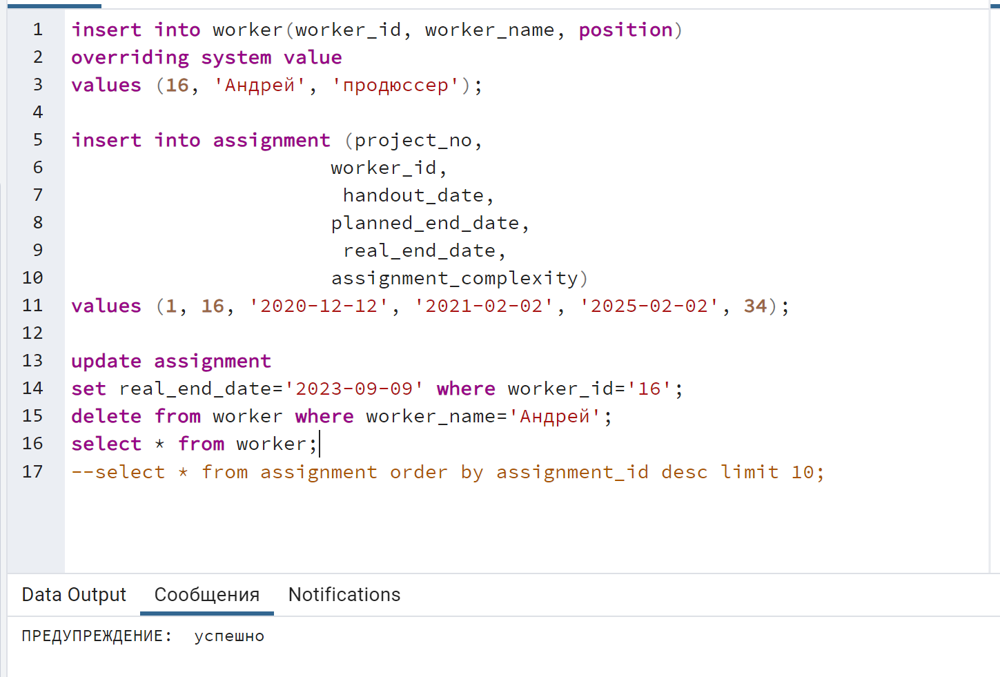 1 insert into worker(worker_id, worker_name, position)
2 overriding system value
3 values (16, 'Андрей', 'продюссер');
4
5 insert into assignment (project_no,
6 worker_id,
7 handout_date,
8 planned_end_date,
9 real_end_date,
10 assignment_complexity)
11 values (1, 16, '2020-12-12', '2021-02-02', '2025-02-02', 34);
12
13 update assignment
14 set real_end_date='2023-09-09' where worker_id='16';
15 delete from worker where worker_name='Андрей';
16 select * from worker;
17 --select * from assignment order by assignment_id desc limit 10;
Data Output Сообщения Notifications
ПРЕДУПРЕЖДЕНИЕ: успешно